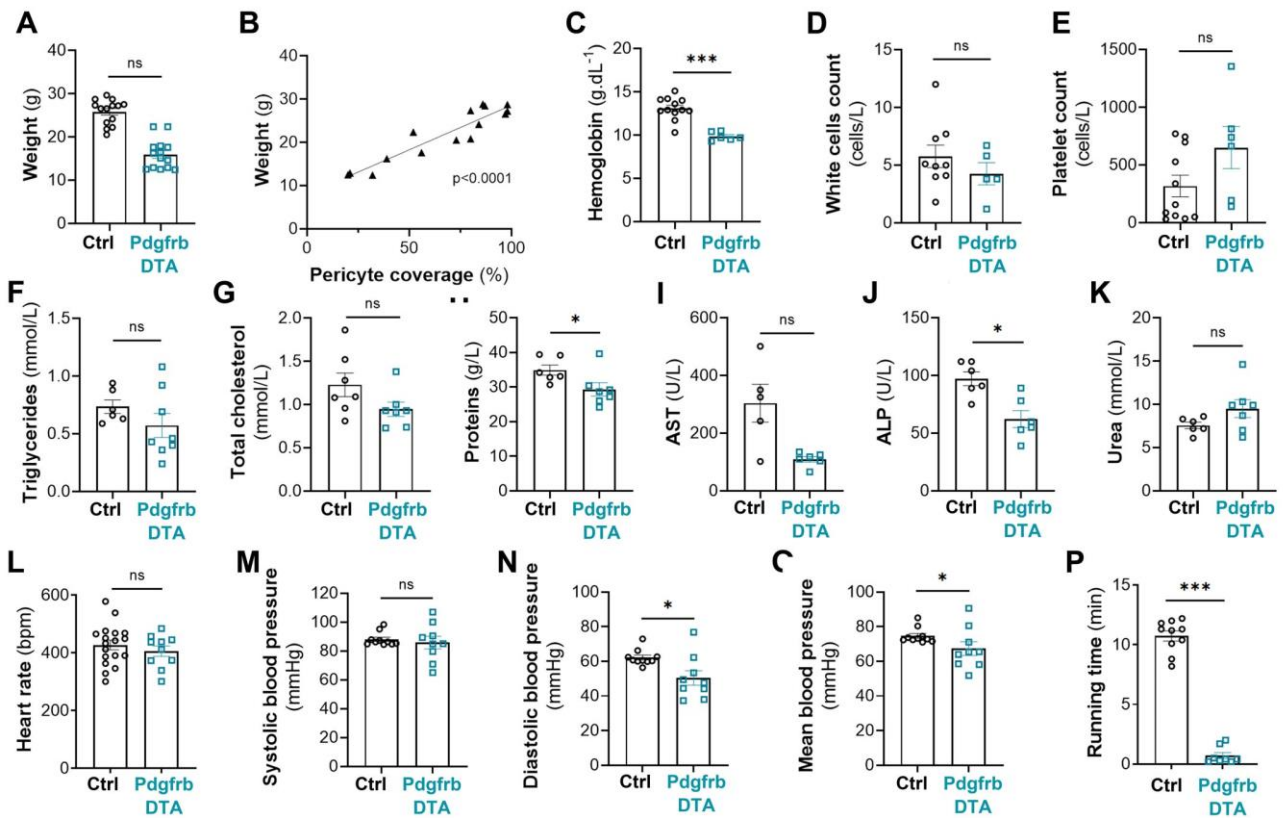 A
Weight (g)
40
30
20
10
0
ns
Ctrl
Pdgfrb
DTA
B
Weight (g)
40
30
20
10
0
p<0.0001
0
50
100
Pericyte coverage (%)
C
Hemoglobin (g.dL-1)
20
15
10
5
0
***
Ctrl
Pdgfrb
DTA
D
White cells count
(cells/L)
15
10
5
0
ns
Ctrl
Pdgfrb
DTA
E
Platelet count
(cells/L)
1500
1000
500
0
ns
Ctrl
Pdgfrb
DTA
F
Triglycerides (mmol/L)
1.5
1.0
0.5
0.0
ns
Ctrl
Pdgfrb
DTA
G
Total cholesterol
(mmol/L)
2.0
1.5
1.0
0.5
0.0
ns
Ctrl
Pdgfrb
DTA
Proteins (g/L)
50
40
30
20
10
0
*
Ctrl
Pdgfrb
DTA
I
AST (U/L)
600
400
200
0
ns
Ctrl
Pdgfrb
DTA
J
ALP (U/L)
150
100
50
0
*
Ctrl
Pdgfrb
DTA
K
Urea (mmol/L)
20
15
10
5
0
ns
Ctrl
Pdgfrb
DTA
L
Heart rate (bpm)
600
400
200
0
ns
Ctrl
Pdgfrb
DTA
M
Systolic blood pressure
(mmHg)
120
100
80
60
40
20
0
ns
Ctrl
Pdgfrb
DTA
N
Diastolic blood pressure
(mmHg)
100
80
60
40
20
0
*
Ctrl
Pdgfrb
DTA
Mean blood pressure
(mmHg)
100
80
60
40
20
0
*
Ctrl
Pdgfrb
DTA
P
Running time (min)
15
10
5
0
***
Ctrl
Pdgfrb
DTA